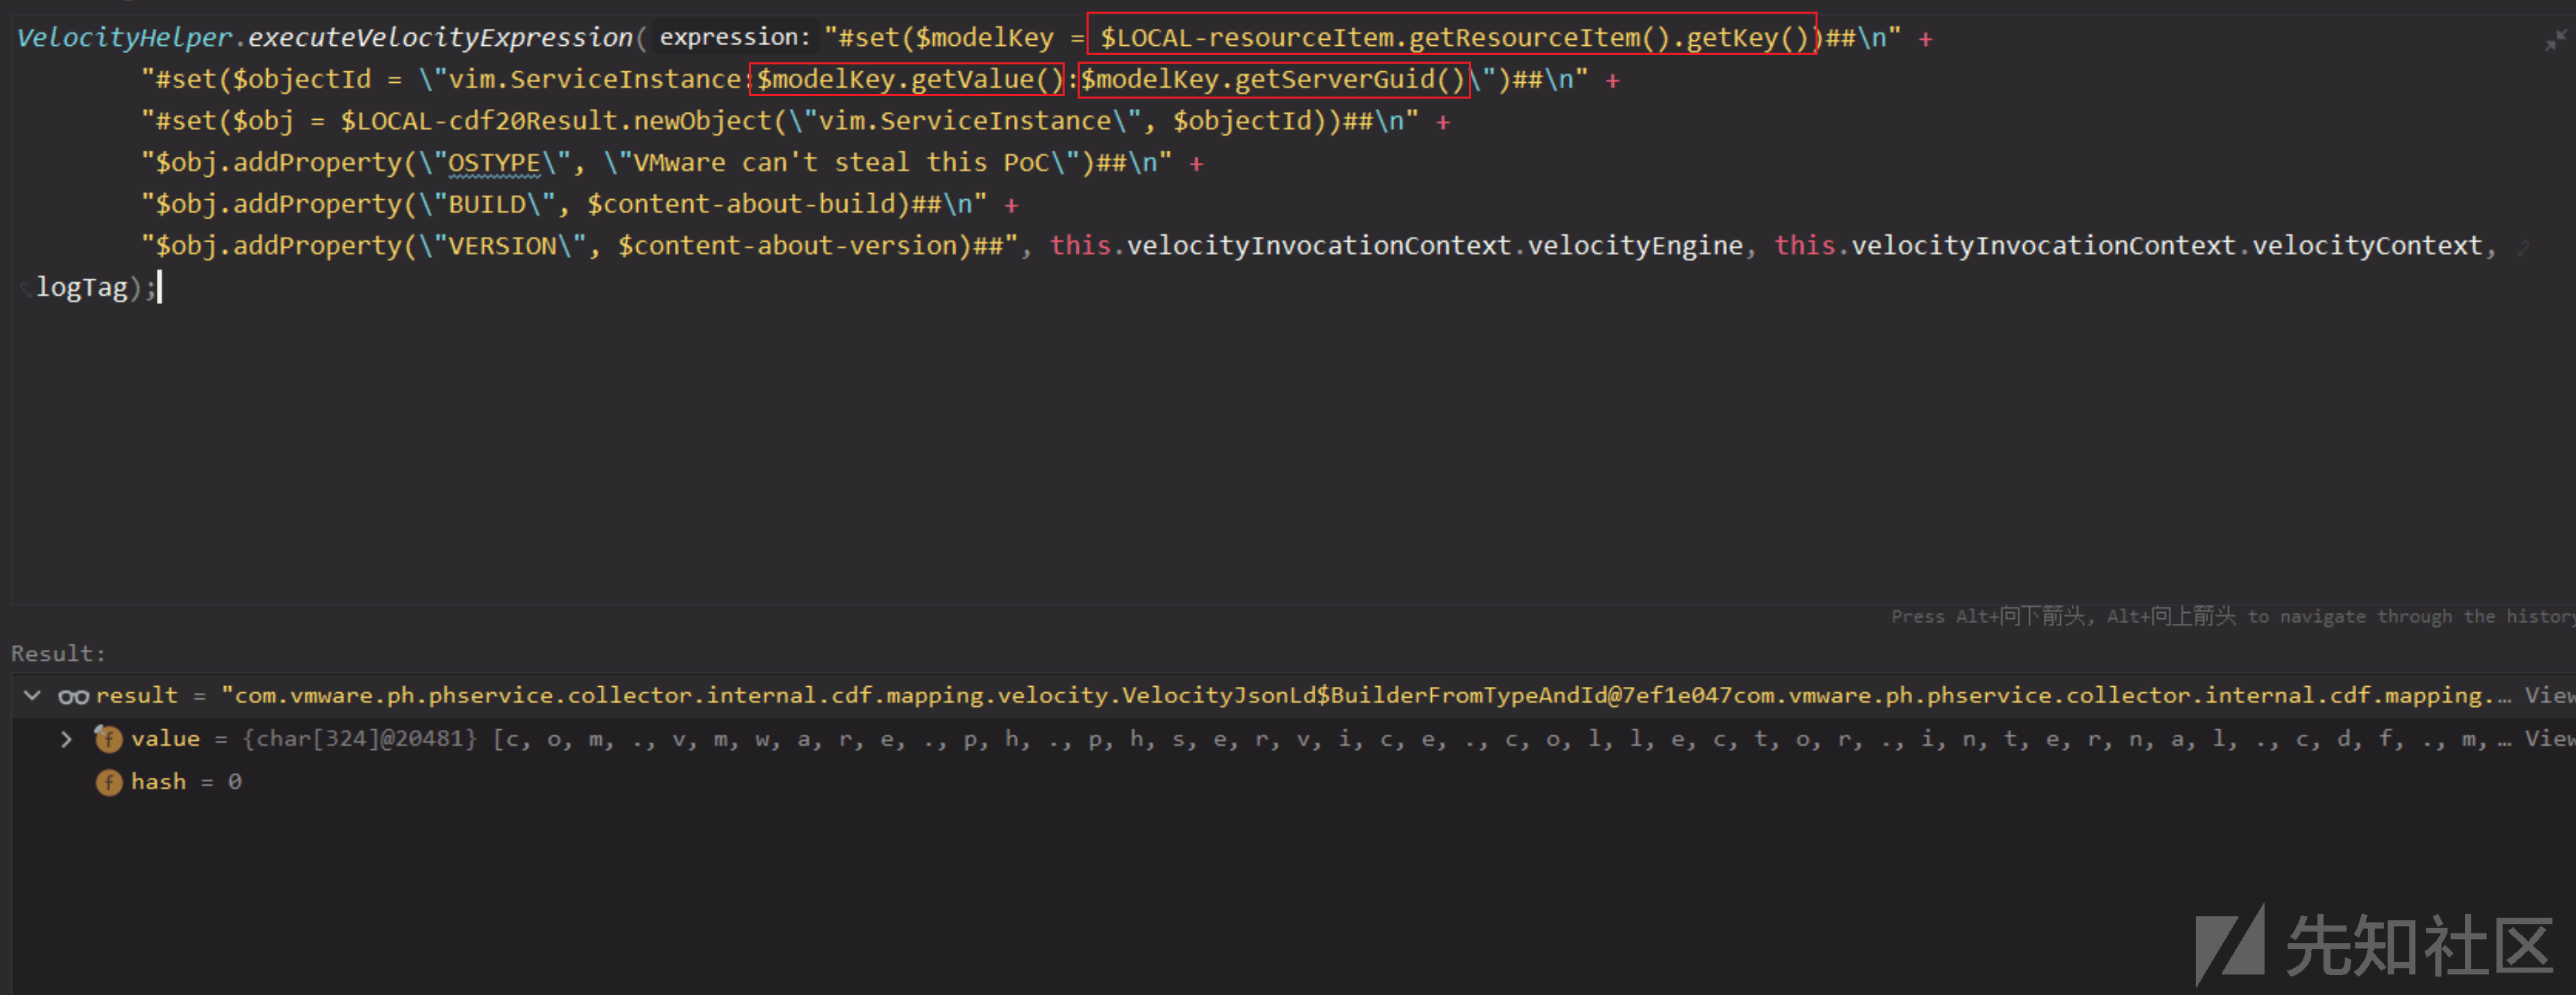 VelocityHelper.executeVelocityExpression( expression: "#set($modelKey = $LOCAL-resourceItem.getResourceItem().getKey())##\n" +
"#set($objectId = \"vim.ServiceInstance:$modelKey.getValue():$modelKey.getServerGuid()\")##\n" +
"#set($obj = $LOCAL-cdf20Result.newObject(\"vim.ServiceInstance\", $objectId))##\n" +
"$obj.addProperty(\"OSTYPE\", \"VMware can't steal this PoC\")##\n" +
"$obj.addProperty(\"BUILD\", $content-about-build)##\n" +
"$obj.addProperty(\"VERSION\", $content-about-version)##", this.velocityInvocationContext.velocityEngine, this.velocityInvocationContext.velocityContext,
logTag);
Press Alt+向下箭头, Alt+向上箭头 to navigate through the history
Result:
result = "com.vmware.ph.phservice.collector.internal.cdf.mapping.velocity.VelocityJsonLd$BuilderFromTypeAndId@7ef1e047com.vmware.ph.phservice.collector.internal.cdf.mapping.... View
value = {char[324]@20481} [c, o, m, ., v, m, w, a, r, e, ., p, h, ., p, h, s, e, r, v, i, c, e, ., c, o, l, l, e, c, t, o, r, ., i, n, t, e, r, n, a, l, ., c, d, f, ., m,... View
hash = 0
先知社区